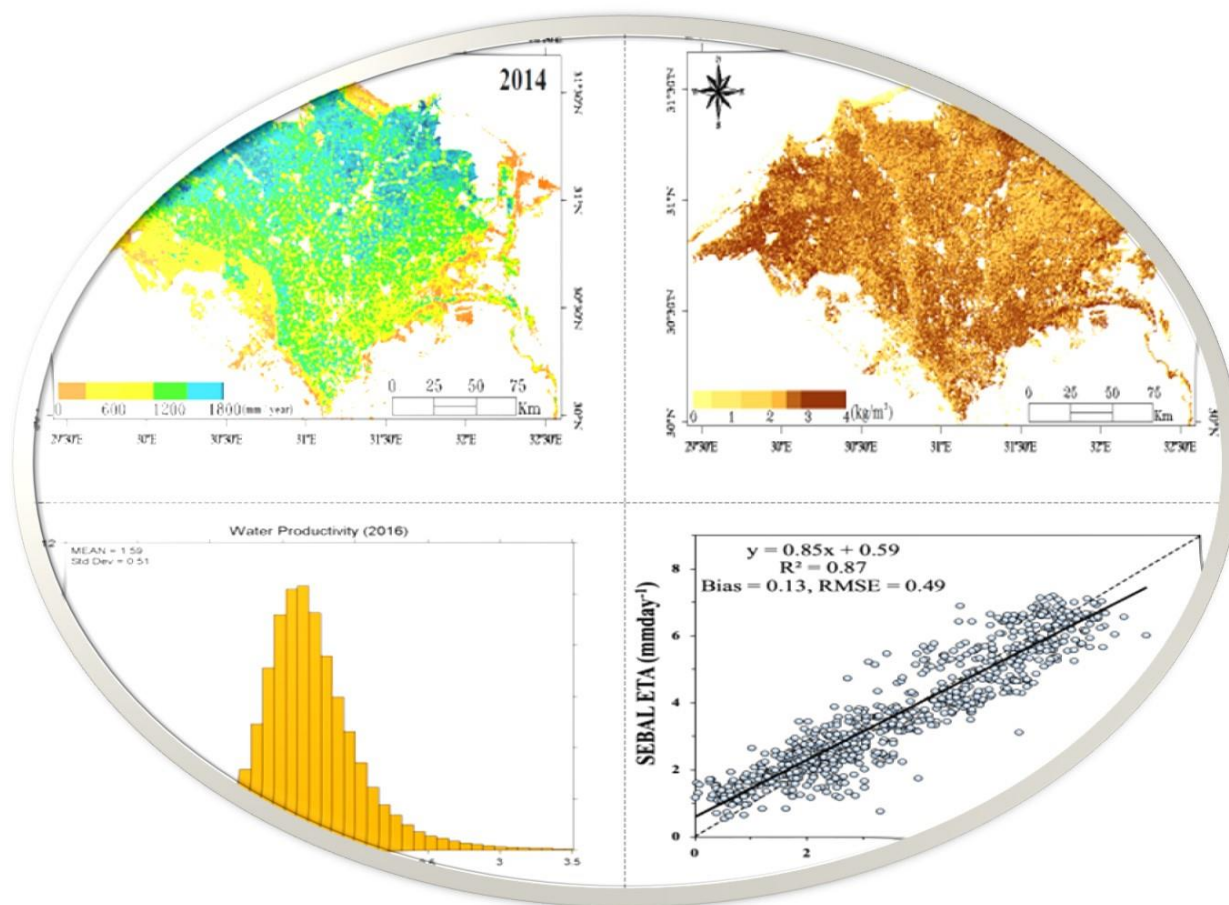 2014
31°30'N
31°N
30°30'N
30°N
0 600 1200 1800(mm year)
0 25 50 75
Km
29°30'E 30°E 30°30'E 31°E 31°30'E 32°E 32°30'E
31°30'N
31°N
30°30'N
30°N
0 1 2 3 4(kg/m³)
0 25 50 75
Km
30°N
29°30'E 30°E 30°30'E 31°E 31°30'E 32°E 32°30'E
Water Productivity (2016)
12
MEAN = 1.59
Std Dev = 0.51
3 3.5
y = 0.85x + 0.59
R² = 0.87
Bias = 0.13, RMSE = 0.49
SEBAL ETA (mmday⁻¹)
8
6
4
2
0
0 2